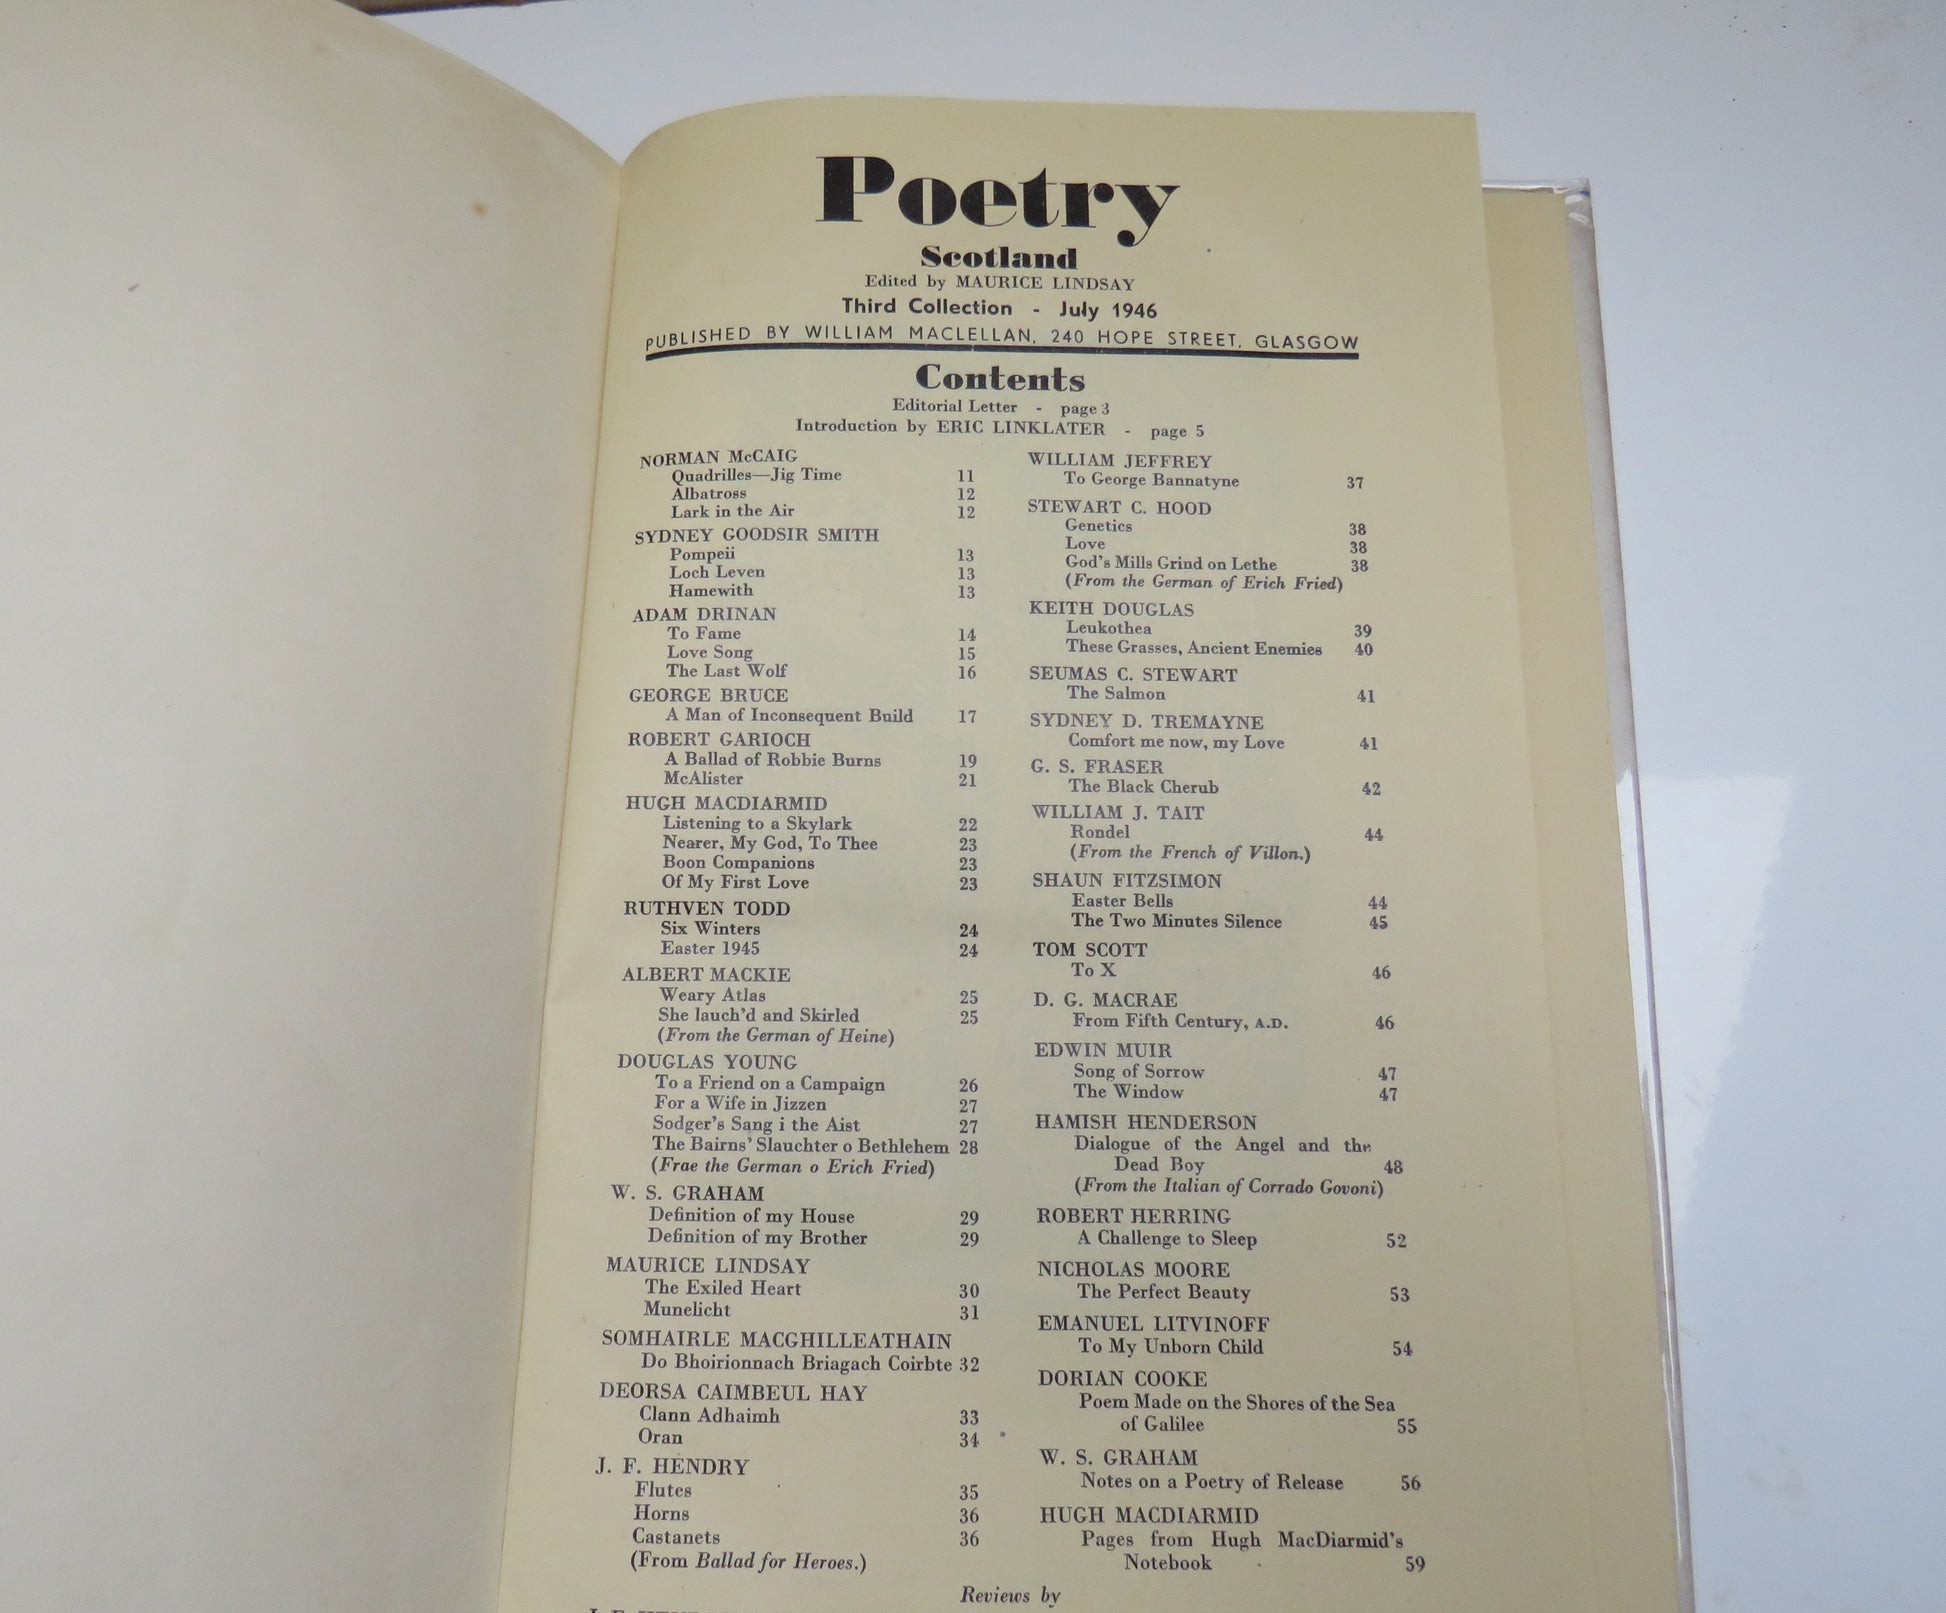 Poetry
Scotland
Edited by MAURICE LINDSAY
Third Collection - July 1946
PUBLISHED BY WILLIAM MACLELLAN, 240 HOPE STREET, GLASGOW
Contents
Editorial Letter - page 3
Introduction by ERIC LINKLATER - page 5
NORMAN McCAIG
Quadrilles—Jig Time 11
Albatross 12
Lark in the Air 12
SYDNEY GOODSIR SMITH
Pompeii 13
Loch Leven 13
Hamewith 13
ADAM DRINAN
To Fame 14
Love Song 15
The Last Wolf 16
GEORGE BRUCE
A Man of Inconsequent Build 17
ROBERT GARIOCH
A Ballad of Robbie Burns 19
McAlister 21
HUGH MACDIARMID
Listening to a Skylark 22
Nearer, My God, To Thee 23
Boon Companions 23
Of My First Love 23
RUTHVEN TODD
Six Winters 24
Easter 1945 24
ALBERT MACKIE
Weary Atlas 25
She lauch'd and Skirled 25
(From the German of Heine)
DOUGLAS YOUNG
To a Friend on a Campaign 26
For a Wife in Jizzen 27
Sodger's Sang i the Aist 27
The Bairns' Slauchter o Bethlehem 28
(Frae the German o Erich Fried)
W. S. GRAHAM
Definition of my House 29
Definition of my Brother 29
MAURICE LINDSAY
The Exiled Heart 30
Munelicht 31
SOMHAIRLE MACGHILLEATHAIN
Do Bhoirionnach Briagach Coirbte 32
DEORSA CAIMBEUL HAY
Clann Adhaimh 33
Oran 34
J. F. HENDRY
Flutes 35
Horns 36
Castanets 36
(From Ballad for Heroes.)
WILLIAM JEFFREY
To George Bannatyne 37
STEWART C. HOOD
Genetics 38
Love 38
God's Mills Grind on Lethe 38
(From the German of Erich Fried)
KEITH DOUGLAS
Leukothea 39
These Grasses, Ancient Enemies 40
SEUMAS C. STEWART
The Salmon 41
SYDNEY D. TREMAYNE
Comfort me now, my Love 41
G. S. FRASER
The Black Cherub 42
WILLIAM J. TAIT
Rondel 44
(From the French of Villon.)
SHAUN FITZSIMON
Easter Bells 44
The Two Minutes Silence 45
TOM SCOTT
To X 46
D. G. MACRAE
From Fifth Century, A.D. 46
EDWIN MUIR
Song of Sorrow 47
The Window 47
HAMISH HENDERSON
Dialogue of the Angel and the
Dead Boy 48
(From the Italian of Corrado Govoni)
ROBERT HERRING
A Challenge to Sleep 52
NICHOLAS MOORE
The Perfect Beauty 53
EMANUEL LITVINOFF
To My Unborn Child 54
DORIAN COOKE
Poem Made on the Shores of the Sea
of Galilee 55
W. S. GRAHAM
Notes on a Poetry of Release 56
HUGH MACDIARMID
Pages from Hugh MacDiarmid's
Notebook 59
Reviews by